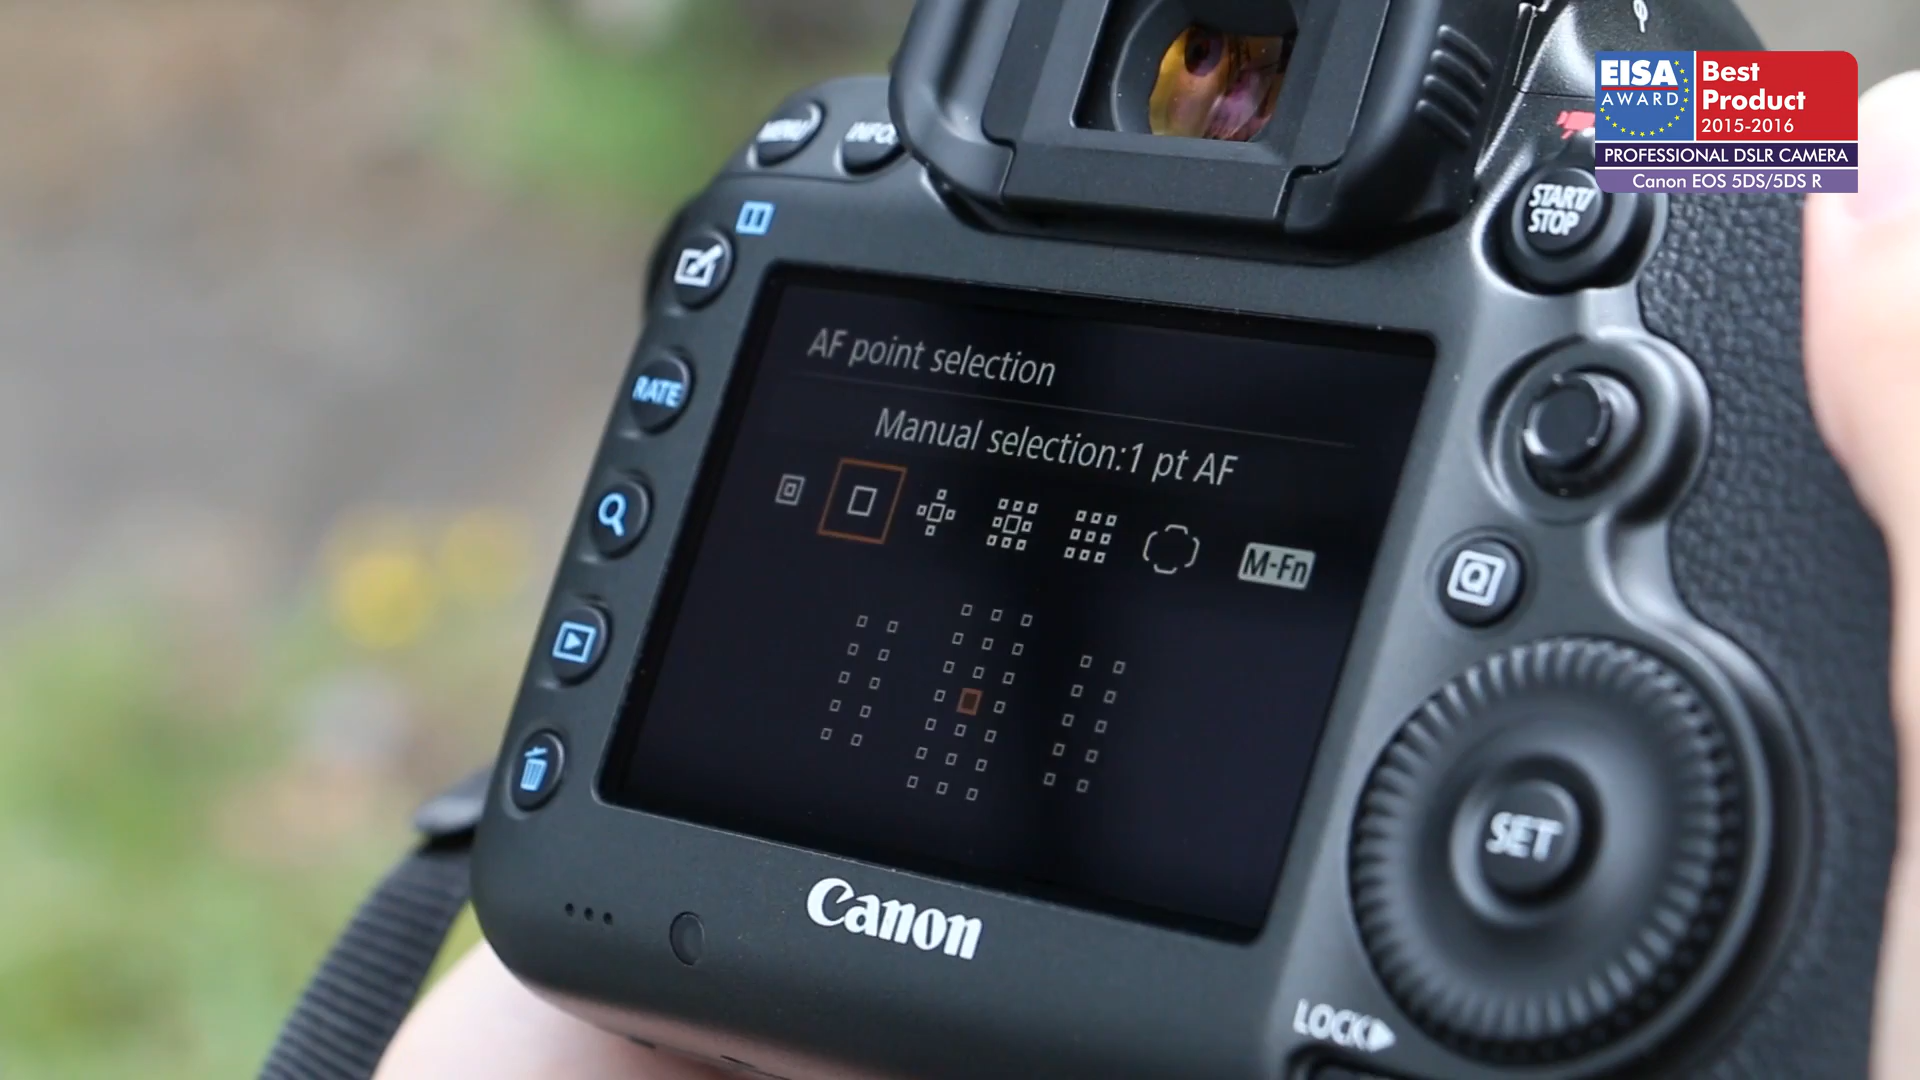 EISA
AWARD
Best
Product
2015-2016
PROFESSIONAL DSLR CAMERA
Canon EOS 5DS/5DS R
MENU
INFO.
START/
STOP
RATE
AF point selection
Manual selection:1 pt AF
M-Fn
Q
SET
Canon
LOCK▶